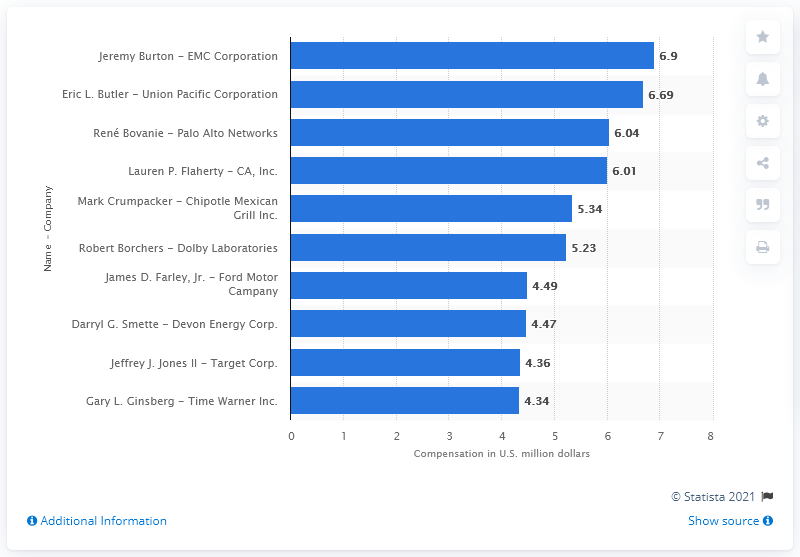 Jeremy Burton – EMC Corporation
6.9
Eric L. Butler – Union Pacific Corporation
6.69
René Bovanie – Palo Alto Networks
6.04
Lauren P. Flaherty – CA, Inc.
6.01
Mark Crumpacker – Chipotle Mexican
Grill Inc.
5.34
Robert Borchers – Dolby Laboratories
5.23
James D. Farley, Jr. – Ford Motor
Campany
4.49
Darryl G. Smette – Devon Energy Corp.
4.47
Jeffrey J. Jones II – Target Corp.
4.36
Gary L. Ginsberg – Time Warner Inc.
4.34
Name – Company
0 1 2 3 4 5 6 7 8
Compensation in U.S. million dollars
© Statista 2021
Additional Information
Show source